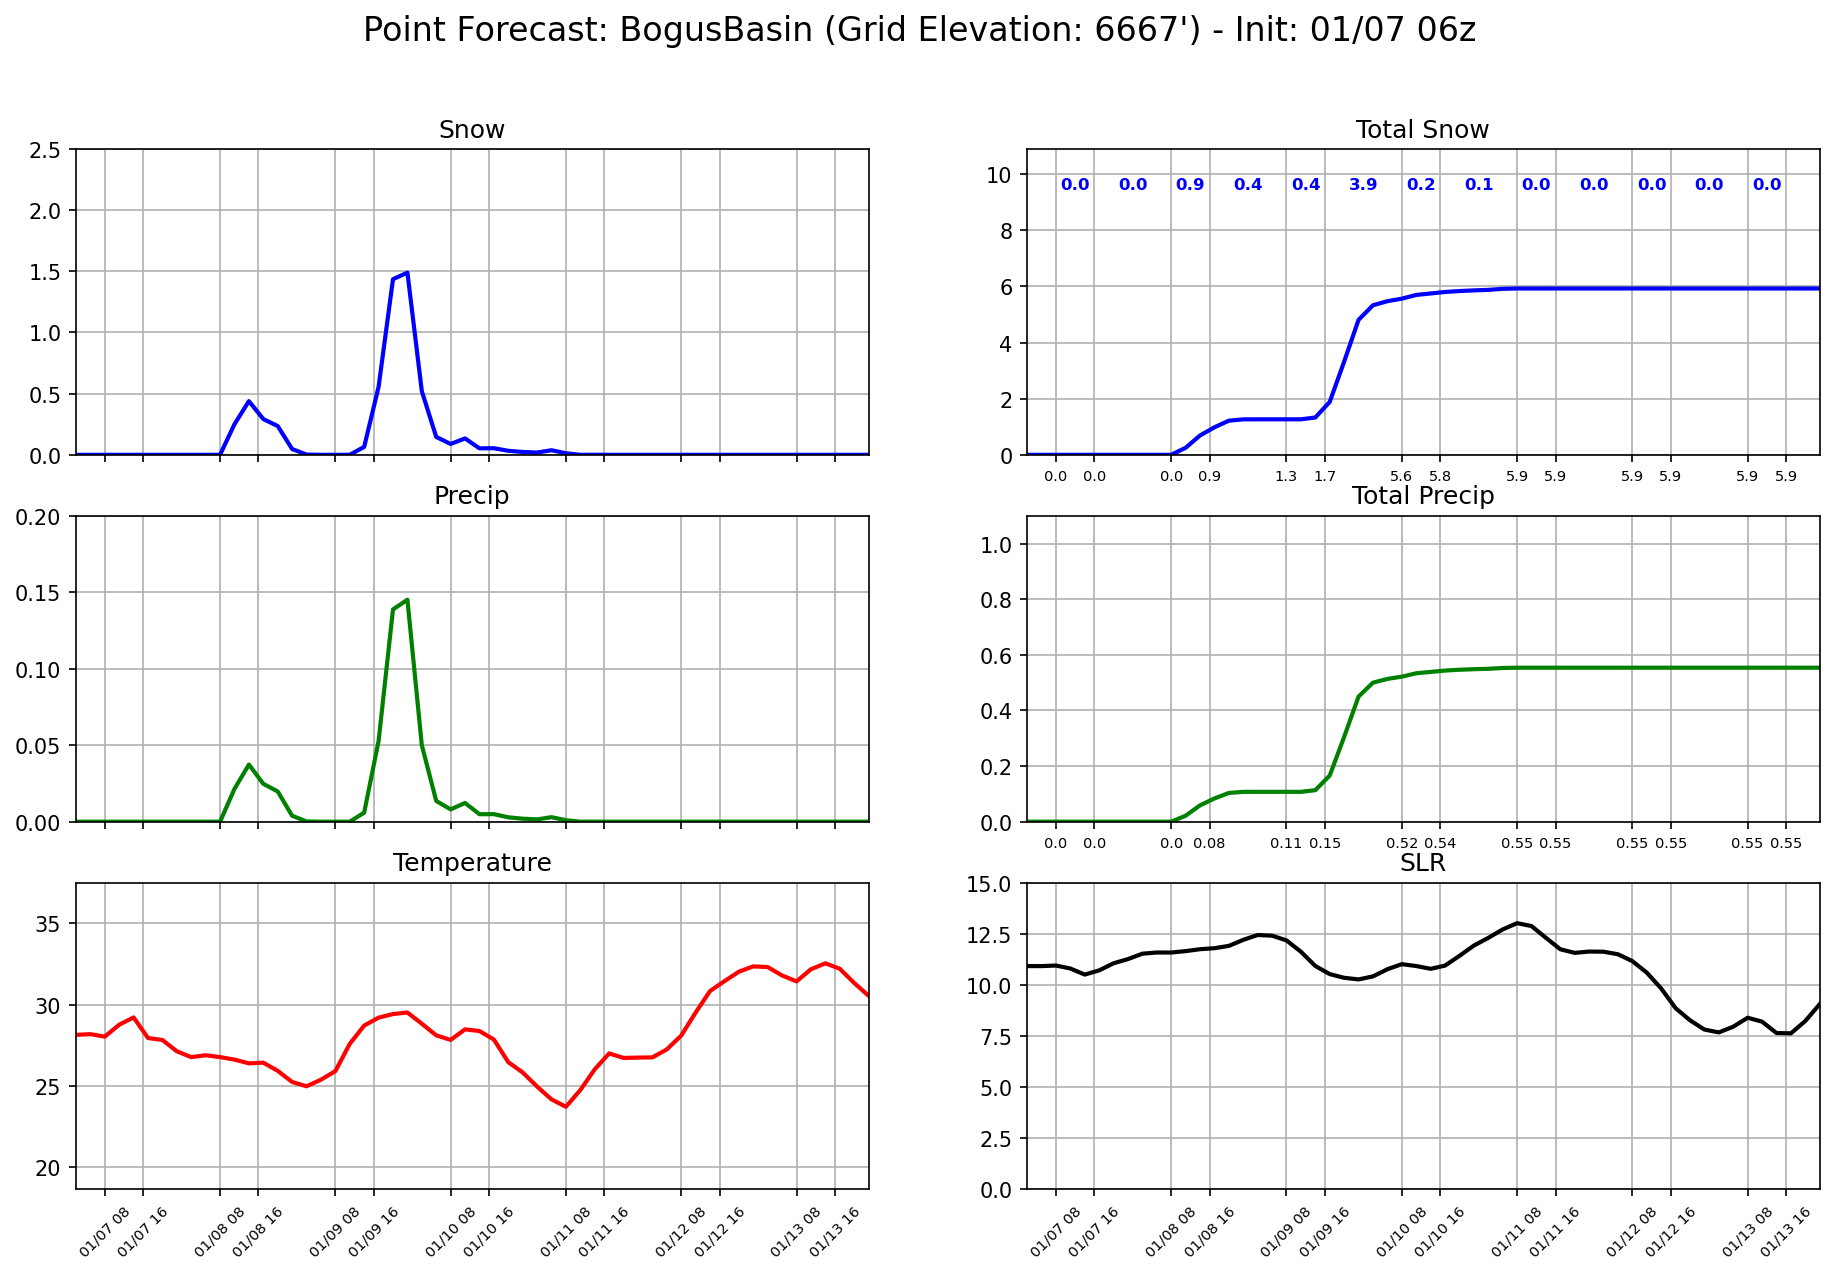 Point Forecast: BogusBasin (Grid Elevation: 6667') - Init: 01/07 06z
Snow
2.5
2.0
1.5
1.0
0.5
0.0
Total Snow
10
8
6
4
2
0
0.0 0.0 0.9 0.4 0.4 3.9 0.2 0.1 0.0 0.0 0.0 0.0 0.0
0.0 0.0 0.0 0.9 1.3 1.7 5.6 5.8 5.9 5.9 5.9 5.9 5.9 5.9
Precip
0.20
0.15
0.10
0.05
0.00
Total Precip
1.0
0.8
0.6
0.4
0.2
0.0
0.0 0.0 0.0 0.08 0.11 0.15 0.52 0.54 0.55 0.55 0.55 0.55 0.55 0.55
Temperature
35
30
25
20
01/07 08 01/07 16 01/08 08 01/08 16 01/09 08 01/09 16 01/10 08 01/10 16 01/11 08 01/11 16 01/12 08 01/12 16 01/13 08 01/13 16
SLR
15.0
12.5
10.0
7.5
5.0
2.5
0.0
01/07 08 01/07 16 01/08 08 01/08 16 01/09 08 01/09 16 01/10 08 01/10 16 01/11 08 01/11 16 01/12 08 01/12 16 01/13 08 01/13 16